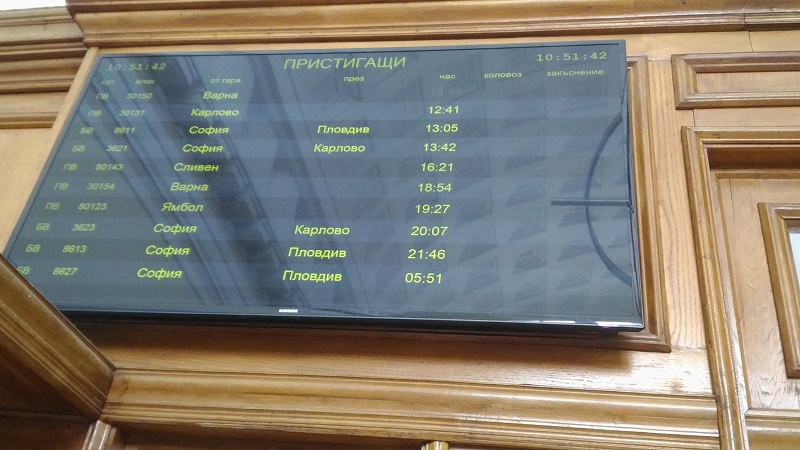 10:51:42 ПРИСТИГАЩИ 10:51:42
кат влак от гара през час коловоз закъснение
ПВ 30150 Варна
ПВ 30131 Карлово 12:41
БВ 8611 София Пловдив 13:05
БВ 3621 София Карлово 13:42
ПВ 80143 Сливен 16:21
ПВ 30154 Варна 18:54
ПВ 80123 Ямбол 19:27
БВ 3623 София Карлово 20:07
БВ 8613 София Пловдив 21:46
БВ 8627 София Пловдив 05:51
SAMSUNG